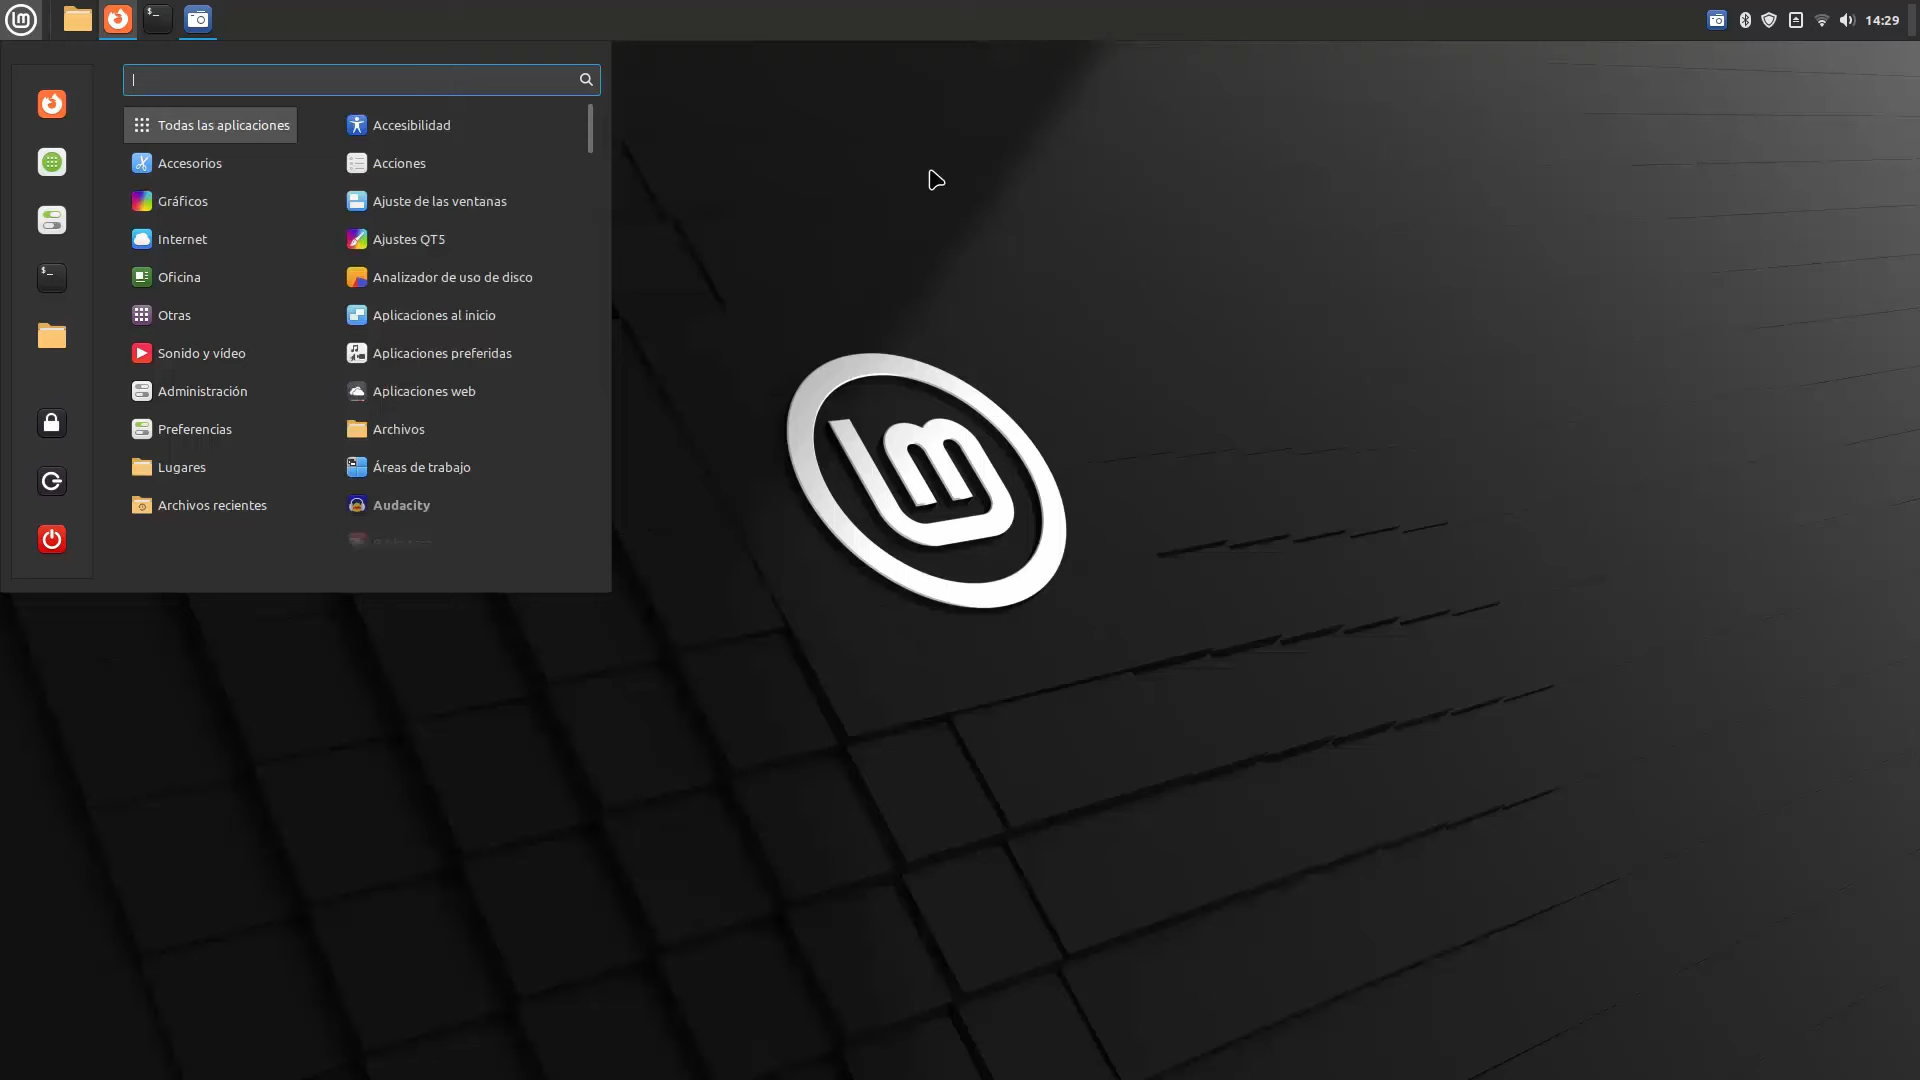 14:29
Todas las aplicaciones
Accesorios
Gráficos
Internet
Oficina
Otras
Sonido y vídeo
Administración
Preferencias
Lugares
Archivos recientes
Accesibilidad
Acciones
Ajuste de las ventanas
Ajustes QT5
Analizador de uso de disco
Aplicaciones al inicio
Aplicaciones preferidas
Aplicaciones web
Archivos
Áreas de trabajo
Audacity